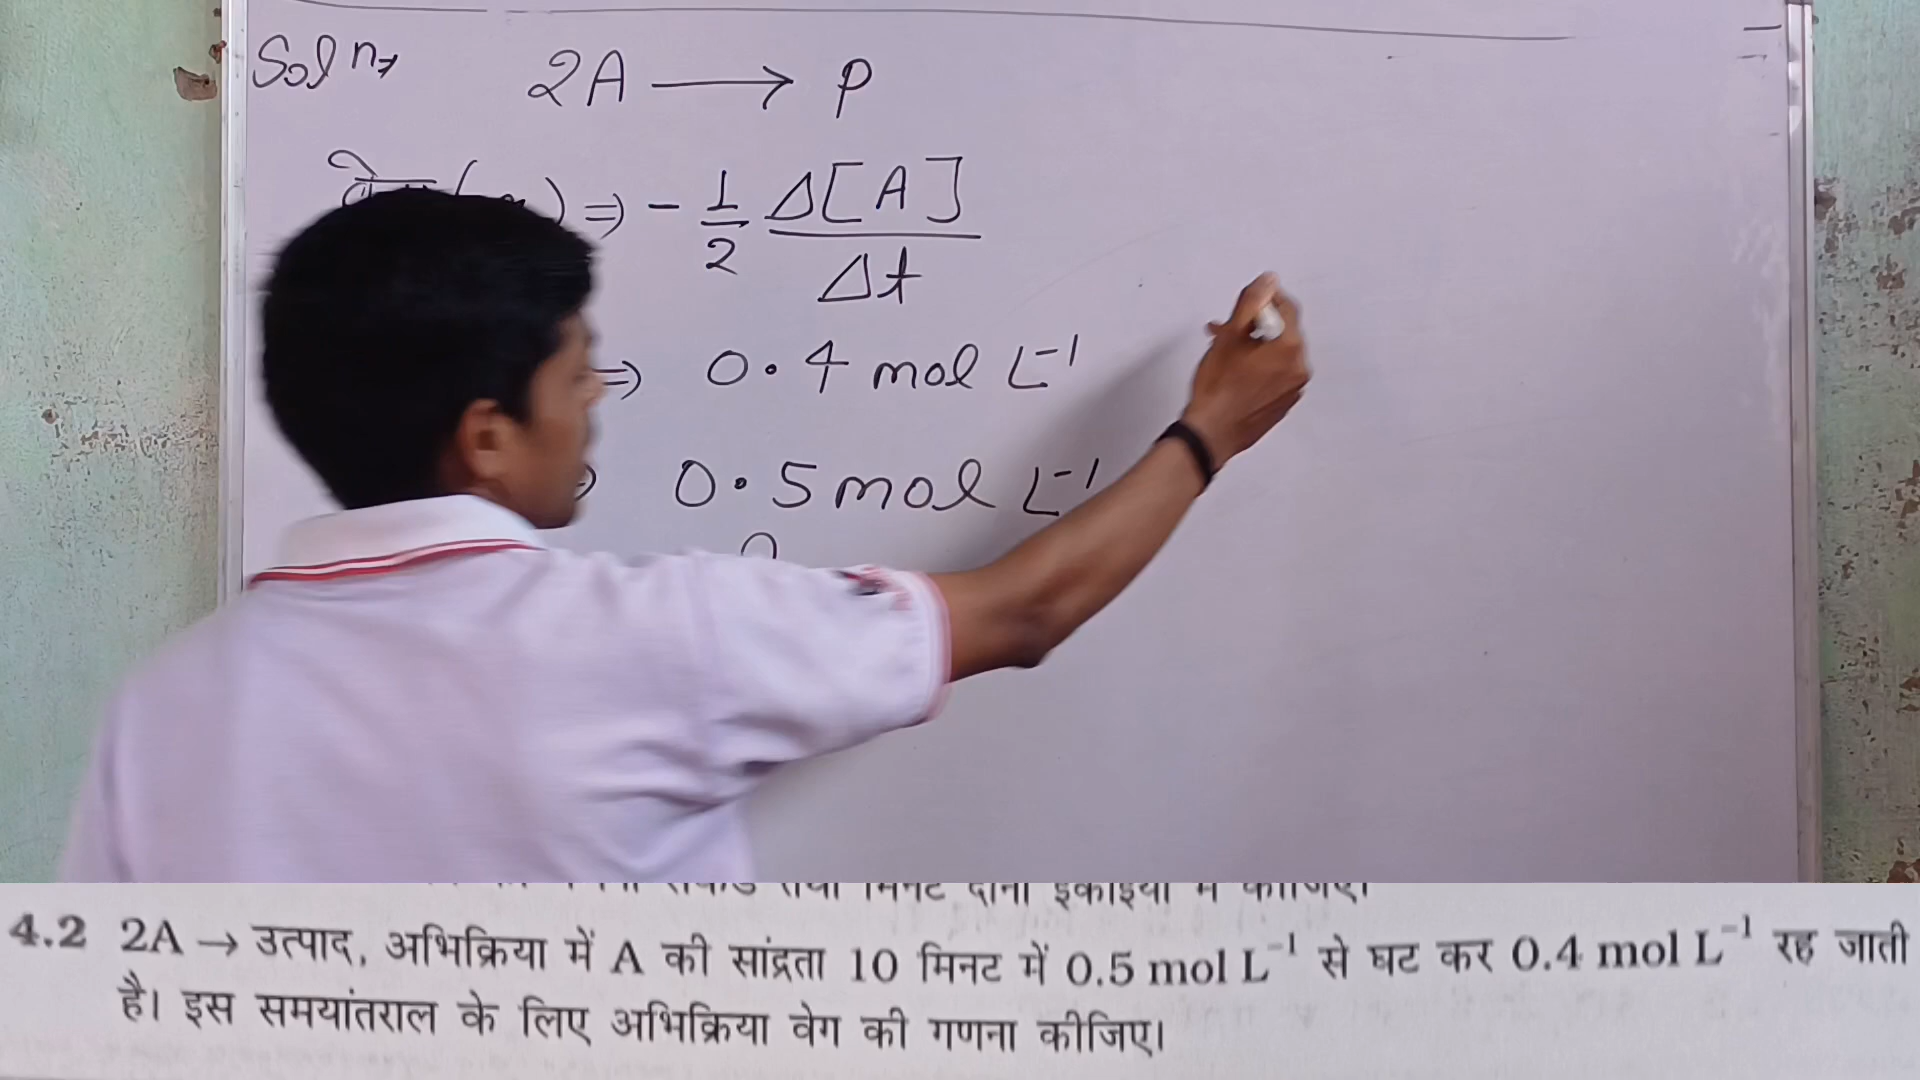 Solⁿ→ 2A ⟶ P
) ⇒ - 1/2 Δ[A]/Δt
⇒ 0.4 mol L⁻¹
0.5 mol L⁻¹
4.2 2A → उत्पाद, अभिक्रिया में A की सांद्रता 10 मिनट में 0.5 mol L⁻¹ से घट कर 0.4 mol L⁻¹ रह जाती
है। इस समयांतराल के लिए अभिक्रिया वेग की गणना कीजिए।